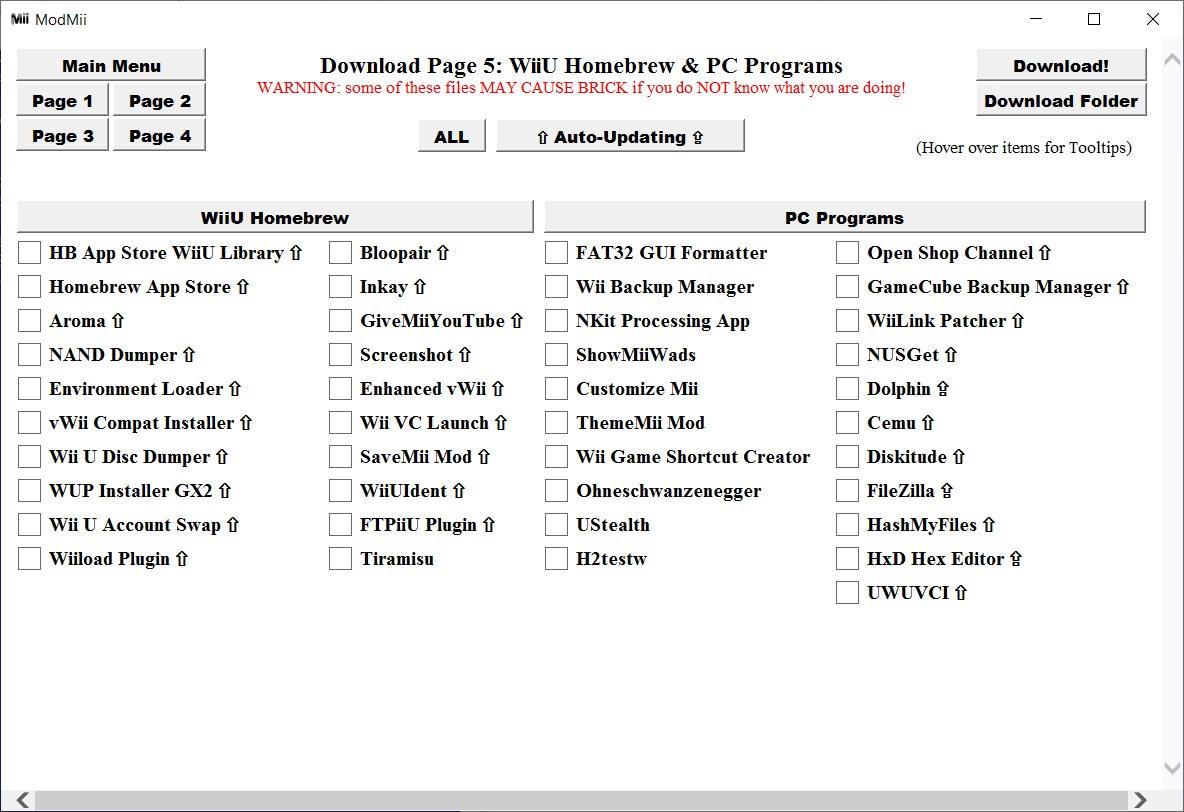 Mii ModMii
Main Menu
Page 1 Page 2
Page 3 Page 4
Download Page 5: WiiU Homebrew & PC Programs
WARNING: some of these files MAY CAUSE BRICK if you do NOT know what you are doing!
ALL ⇧ Auto-Updating ⇪
Download!
Download Folder
(Hover over items for Tooltips)
WiiU Homebrew
HB App Store WiiU Library ⇧
Homebrew App Store ⇧
Aroma ⇧
NAND Dumper ⇧
Environment Loader ⇧
vWii Compat Installer ⇧
Wii U Disc Dumper ⇧
WUP Installer GX2 ⇧
Wii U Account Swap ⇧
Wiiload Plugin ⇧
Bloopair ⇧
Inkay ⇧
GiveMiiYouTube ⇧
Screenshot ⇧
Enhanced vWii ⇧
Wii VC Launch ⇧
SaveMii Mod ⇧
WiiUIdent ⇧
FTPiiU Plugin ⇧
Tiramisu
PC Programs
FAT32 GUI Formatter
Wii Backup Manager
NKit Processing App
ShowMiiWads
Customize Mii
ThemeMii Mod
Wii Game Shortcut Creator
Ohneschwanzenegger
UStealth
H2testw
Open Shop Channel ⇧
GameCube Backup Manager ⇧
WiiLink Patcher ⇧
NUSGet ⇧
Dolphin ⇪
Cemu ⇧
Diskitude ⇧
FileZilla ⇪
HashMyFiles ⇧
HxD Hex Editor ⇪
UWUVCI ⇧